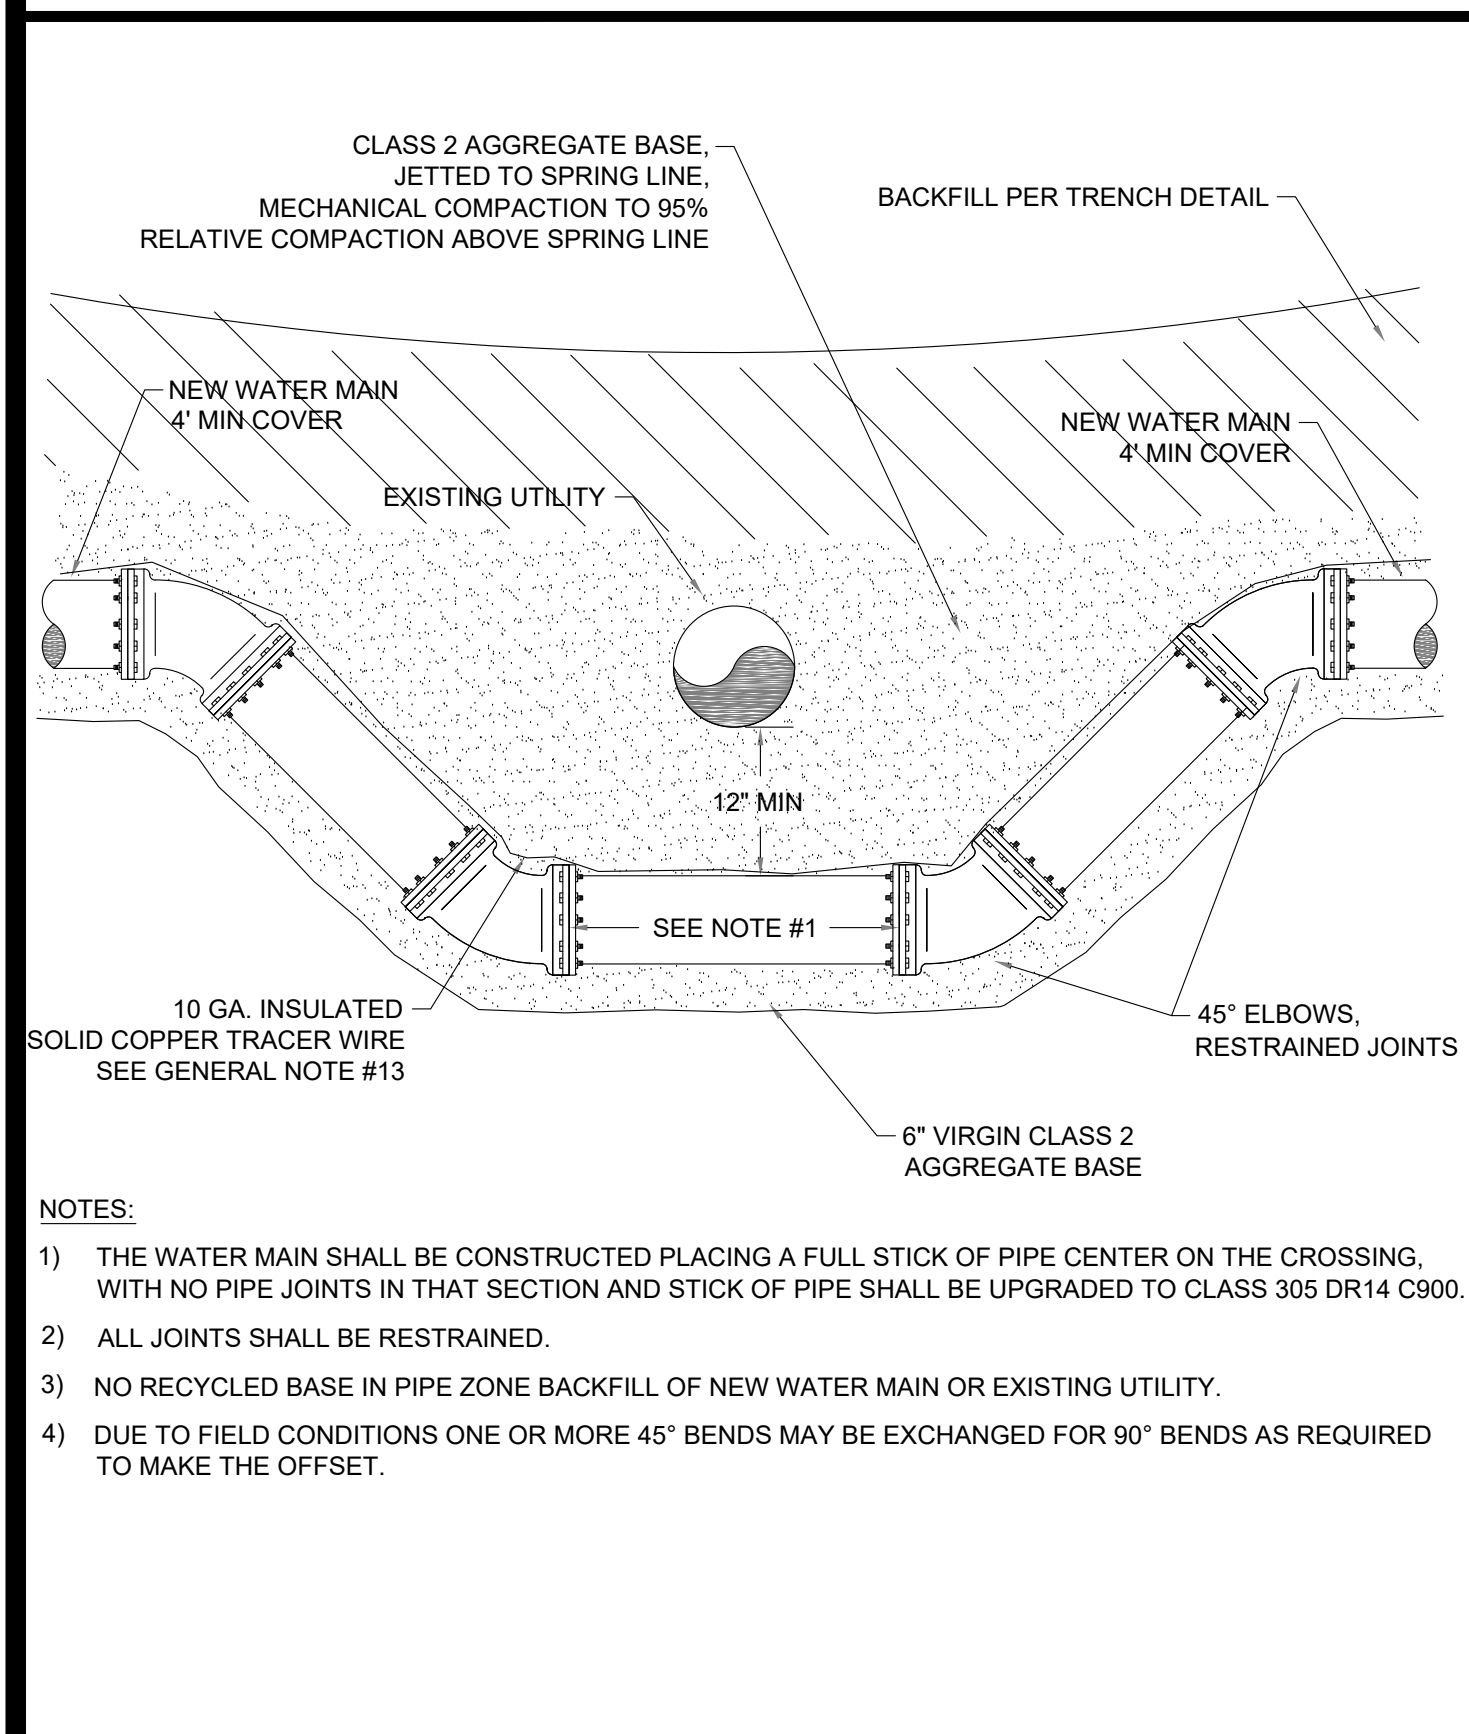 CLASS 2 AGGREGATE BASE,
JETTED TO SPRING LINE,
MECHANICAL COMPACTION TO 95%
RELATIVE COMPACTION ABOVE SPRING LINE
BACKFILL PER TRENCH DETAIL
NEW WATER MAIN
4' MIN COVER
NEW WATER MAIN
4' MIN COVER
EXISTING UTILITY
12" MIN
SEE NOTE #1
10 GA. INSULATED
SOLID COPPER TRACER WIRE
SEE GENERAL NOTE #13
45° ELBOWS,
RESTRAINED JOINTS
6" VIRGIN CLASS 2
AGGREGATE BASE
NOTES:
1) THE WATER MAIN SHALL BE CONSTRUCTED PLACING A FULL STICK OF PIPE CENTER ON THE CROSSING,
WITH NO PIPE JOINTS IN THAT SECTION AND STICK OF PIPE SHALL BE UPGRADED TO CLASS 305 DR14 C900.
2) ALL JOINTS SHALL BE RESTRAINED.
3) NO RECYCLED BASE IN PIPE ZONE BACKFILL OF NEW WATER MAIN OR EXISTING UTILITY.
4) DUE TO FIELD CONDITIONS ONE OR MORE 45° BENDS MAY BE EXCHANGED FOR 90° BENDS AS REQUIRED
TO MAKE THE OFFSET.